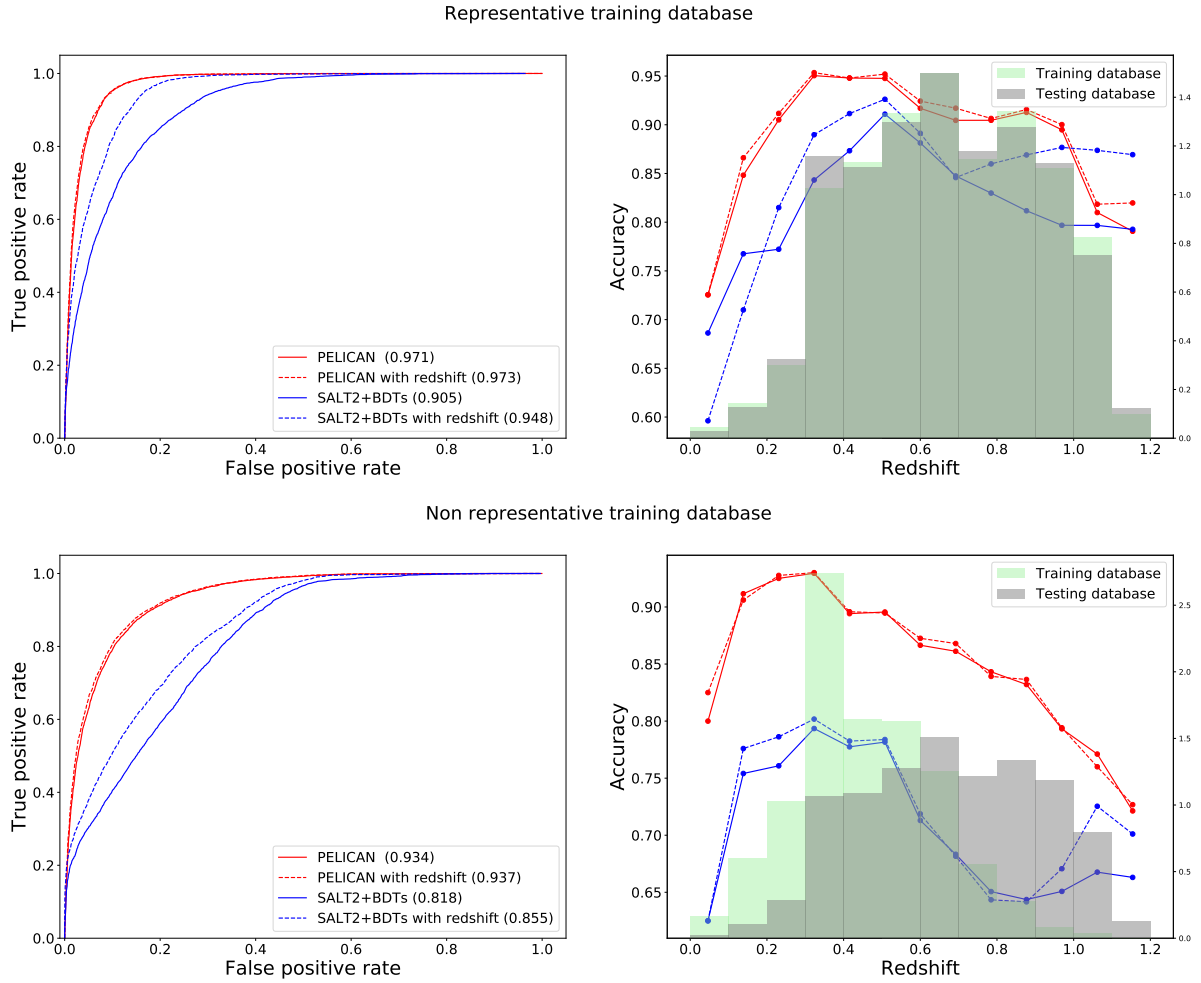 Representative training database
1.0
0.8
0.6
0.4
0.2
0.0
True positive rate
0.0 0.2 0.4 0.6 0.8 1.0
False positive rate
PELICAN (0.971)
PELICAN with redshift (0.973)
SALT2+BDTs (0.905)
SALT2+BDTs with redshift (0.948)
0.95
0.90
0.85
0.80
0.75
0.70
0.65
0.60
Accuracy
0.0 0.2 0.4 0.6 0.8 1.0 1.2
Redshift
Training database
Testing database
1.4
1.2
1.0
0.8
0.6
0.4
0.2
0.0
Non representative training database
1.0
0.8
0.6
0.4
0.2
0.0
True positive rate
0.0 0.2 0.4 0.6 0.8 1.0
False positive rate
PELICAN (0.934)
PELICAN with redshift (0.937)
SALT2+BDTs (0.818)
SALT2+BDTs with redshift (0.855)
0.90
0.85
0.80
0.75
0.70
0.65
Accuracy
0.0 0.2 0.4 0.6 0.8 1.0 1.2
Redshift
Training database
Testing database
2.5
2.0
1.5
1.0
0.5
0.0